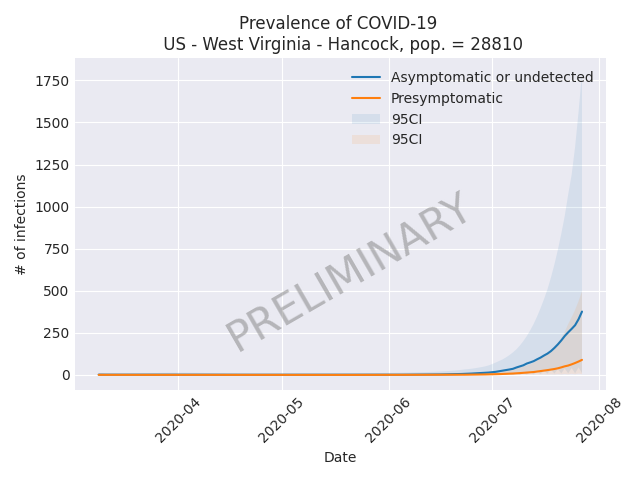 Prevalence of COVID-19
US - West Virginia - Hancock, pop. = 28810
Asymptomatic or undetected
Presymptomatic
95CI
95CI
# of infections
1750
1500
1250
1000
750
500
250
0
PRELIMINARY
2020-04
2020-05
2020-06
2020-07
2020-08
Date